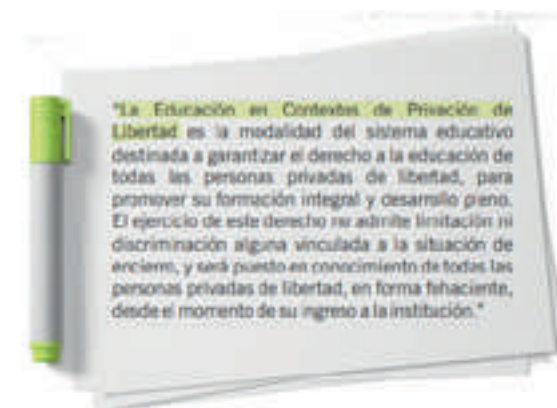 "La Educación en Contextos de Privación de
Libertad es la modalidad del sistema educativo
destinada a garantizar el derecho a la educación de
todas las personas privadas de libertad, para
promover su formación integral y desarrollo pleno.
El ejercicio de este derecho no admite limitación ni
discriminación alguna vinculada a la situación de
encierro, y será puesto en conocimiento de todas las
personas privadas de libertad, en forma fehaciente,
desde el momento de su ingreso a la institución."